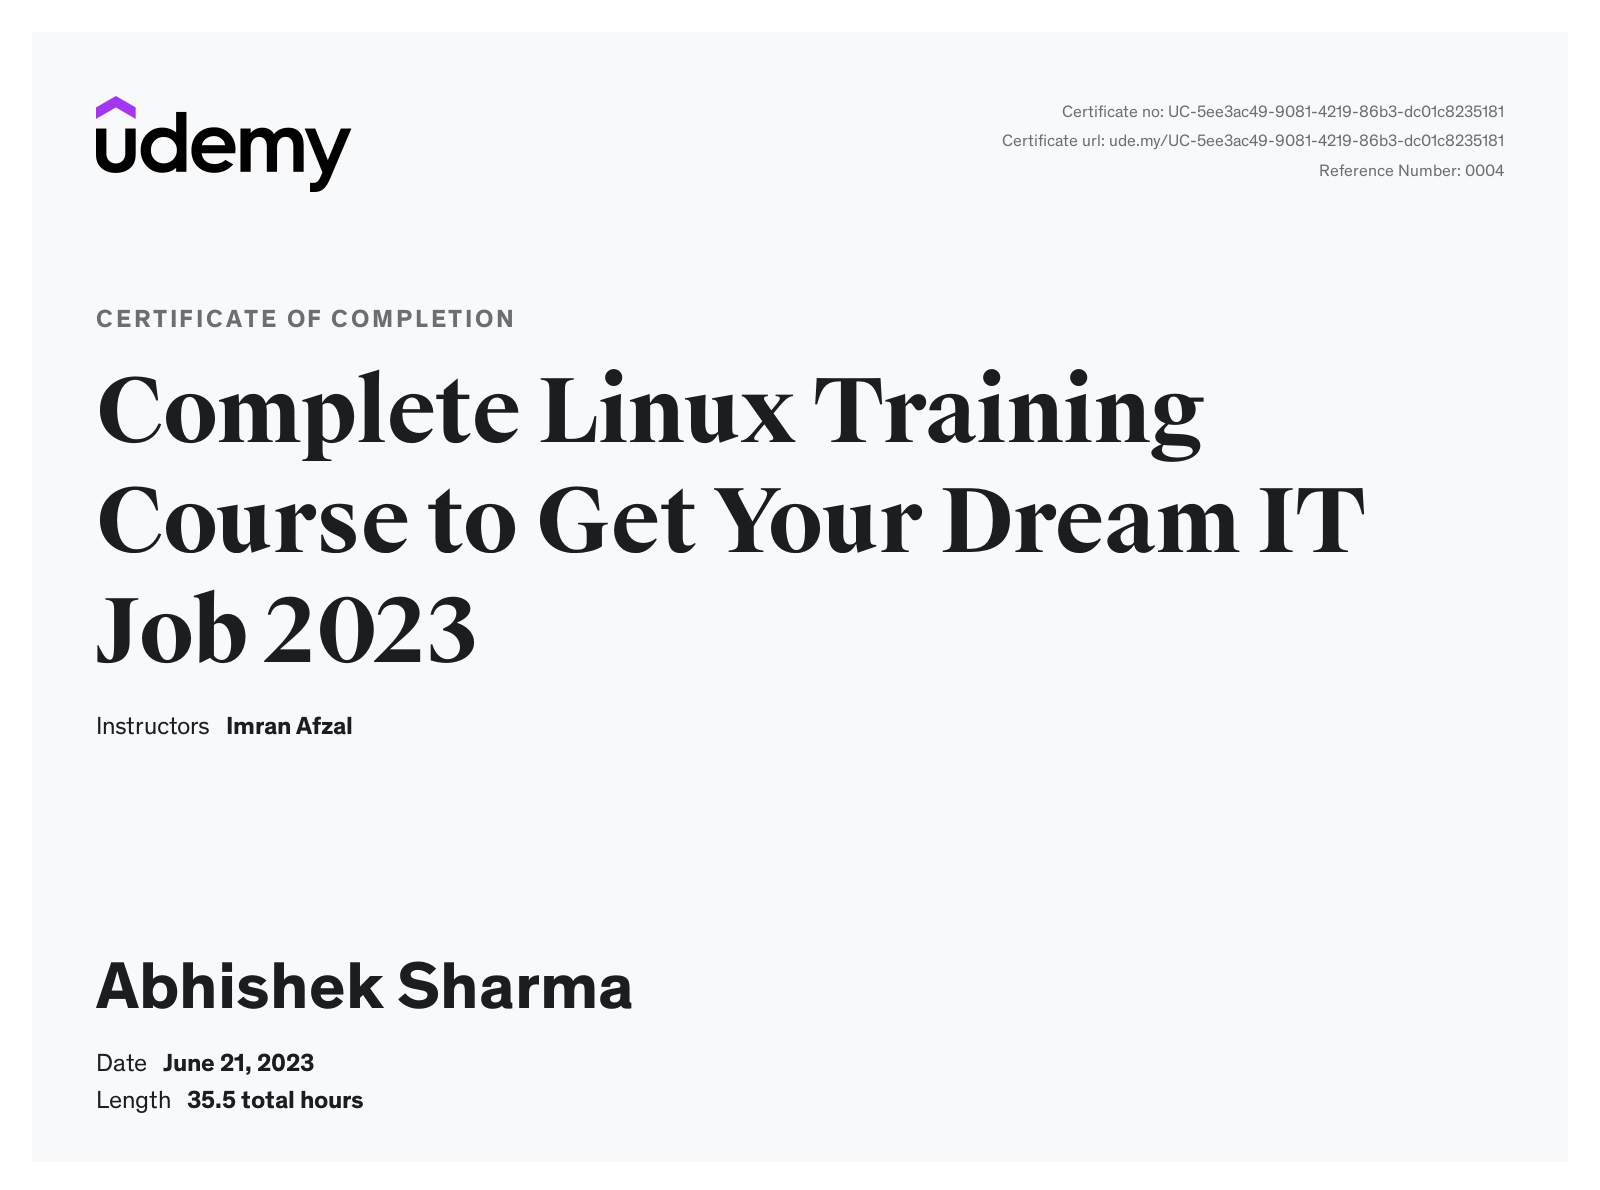 udemy
Certificate no: UC-5ee3ac49-9081-4219-86b3-dc01c8235181
Certificate url: ude.my/UC-5ee3ac49-9081-4219-86b3-dc01c8235181
Reference Number: 0004
CERTIFICATE OF COMPLETION
Complete Linux Training
Course to Get Your Dream IT
Job 2023
Instructors Imran Afzal
Abhishek Sharma
Date June 21, 2023
Length 35.5 total hours